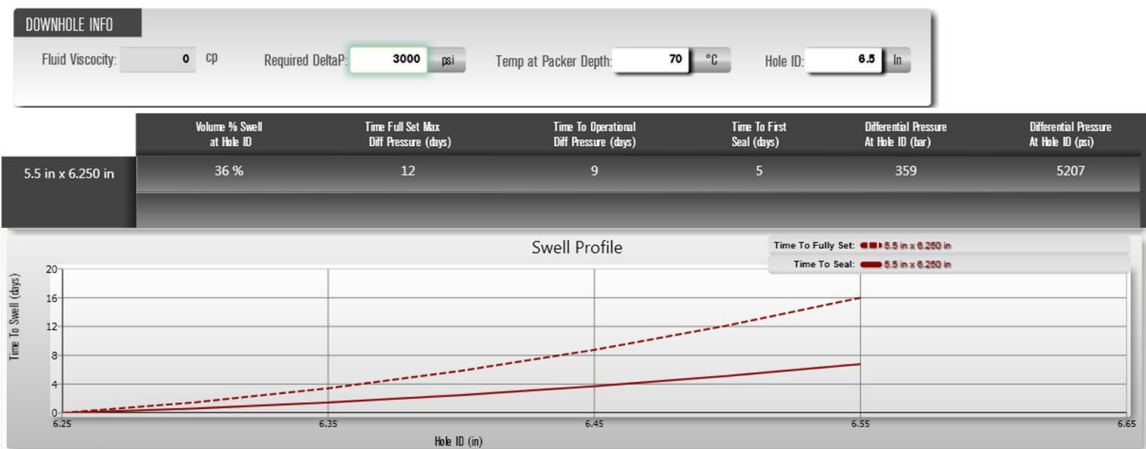 DOWNHOLE INFO
Fluid Viscocity: 0 cp Required DeltaP: 3000 psi Temp at Packer Depth: 70 °C Hole ID: 6.5 In
Volume % Swell Time Full Set Max Time To Operational Time To First Differential Pressure Differential Pressure
at Hole ID Diff Pressure (days) Diff Pressure (days) Seal (days) At Hole ID (bar) At Hole ID (psi)
5.5 in x 6.250 in 36 % 12 9 5 359 5207
Swell Profile
Time To Fully Set: 5.5 in x 6.250 in
Time To Seal: 5.5 in x 6.250 in
Time To Swell (days)
20
16
12
8
4
0
6.25 6.35 6.45 6.55 6.65
Hole ID (in)